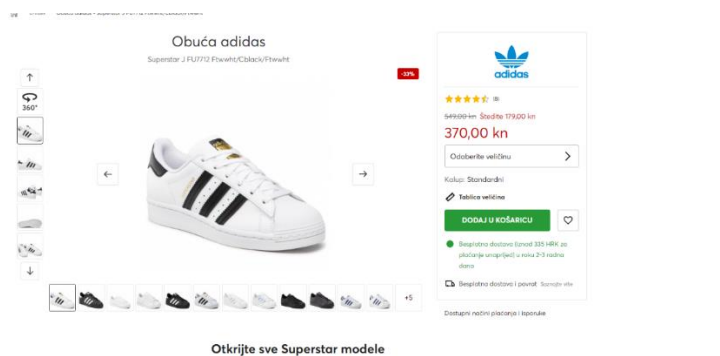 Obuća adidas
Superstar J FU7712 Ftwwht/Cblack/Ftwwht
-33%
360°
adidas
549,00 kn Štedite 179,00 kn
370,00 kn
Odaberite veličinu
Kalup: Standardni
Tablica veličina
DODAJ U KOŠARICU
Besplatna dostava (iznad 335 HRK za
plaćanje unaprijed) u roku 2-3 radna
dana
Besplatna dostava i povrat Saznajte više
+5
Dostupni načini plaćanja i isporuke
Otkrijte sve Superstar modele